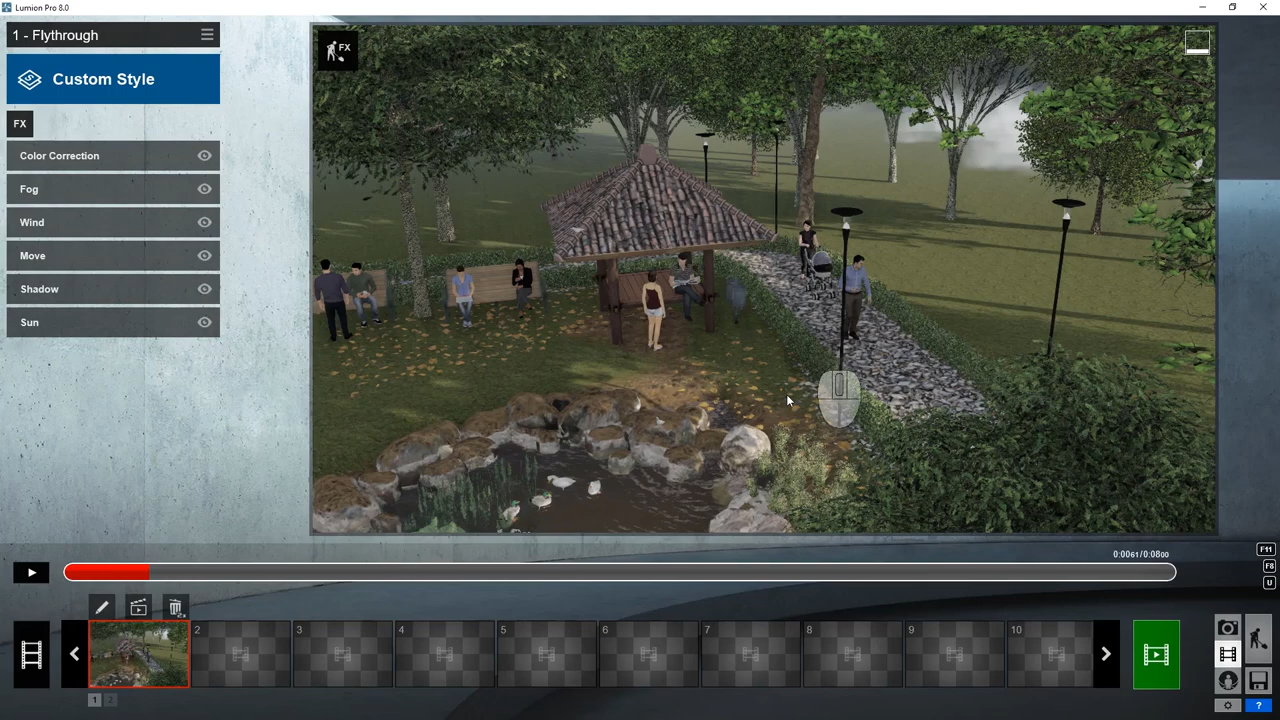 Lumion Pro 8.0
1 - Flythrough
Custom Style
FX
FX
Color Correction
Fog
Wind
Move
Shadow
Sun
0:0061/0:0800
F11
F8
U
2x
2
3
4
5
6
7
8
9
10
1
2
?